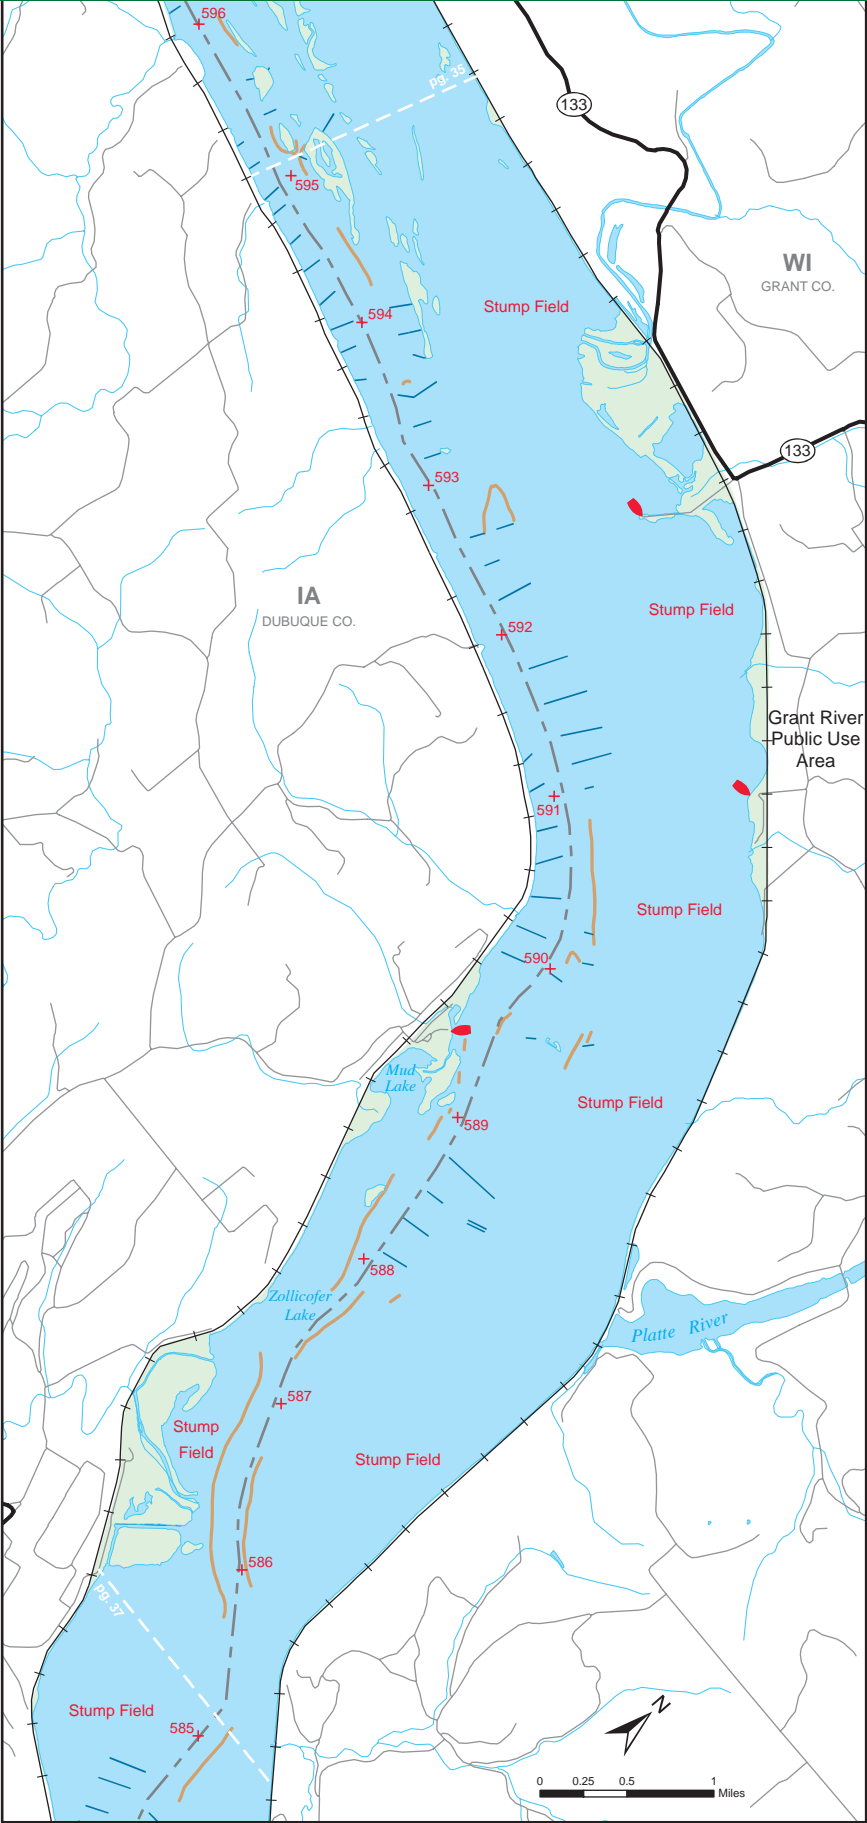 596
pg. 35
133
595
WI
GRANT CO.
594
Stump Field
133
593
IA
DUBUQUE CO.
Stump Field
592
Grant River
Public Use
Area
591
Stump Field
590
Mud
Lake
Stump Field
589
588
Zollicofer
Lake
Platte River
587
Stump
Field
Stump Field
586
pg. 37
Stump Field
585
N
0 0.25 0.5 1
Miles